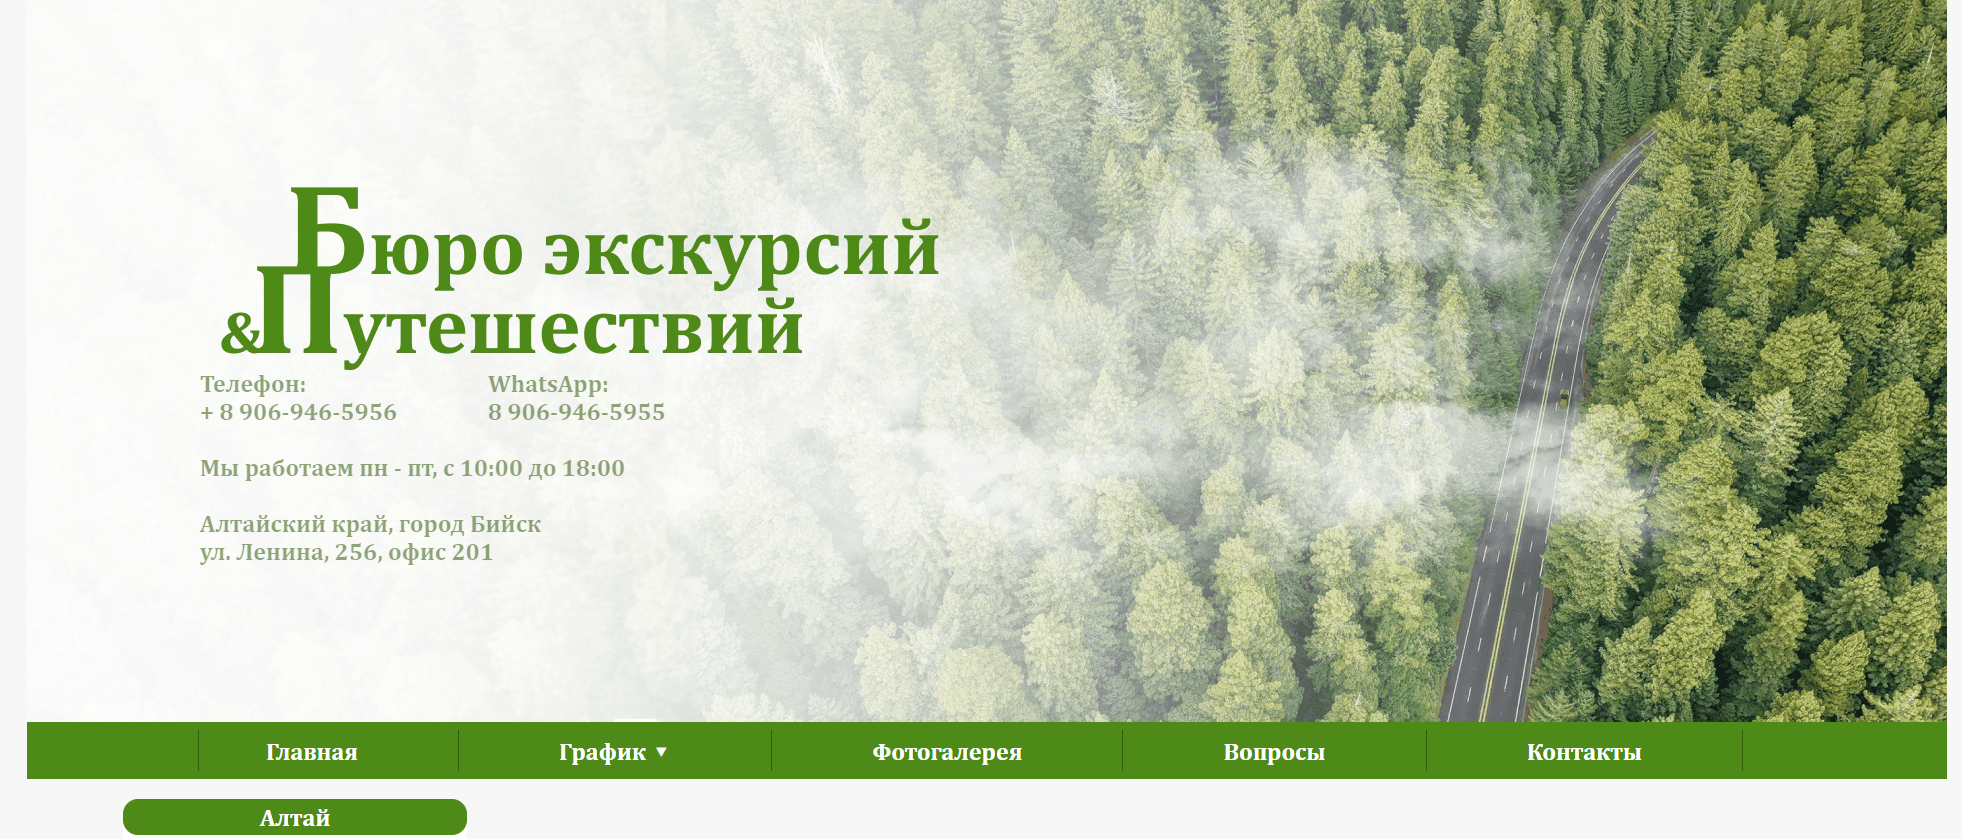 Бюро экскурсий
&Путешествий
Телефон:
+ 8 906-946-5956
WhatsApp:
8 906-946-5955
Мы работаем пн - пт, с 10:00 до 18:00
Алтайский край, город Бийск
ул. Ленина, 256, офис 201
Главная
График ▼
Фотогалерея
Вопросы
Контакты
Алтай